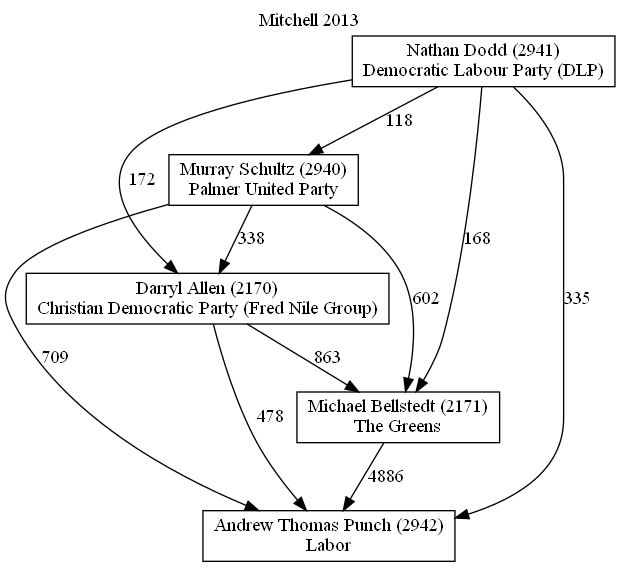 Mitchell 2013
Nathan Dodd (2941)
Democratic Labour Party (DLP)
118
Murray Schultz (2940)
Palmer United Party
172
338
168
Darryl Allen (2170)
Christian Democratic Party (Fred Nile Group)
602
335
709
863
Michael Bellstedt (2171)
The Greens
478
4886
Andrew Thomas Punch (2942)
Labor